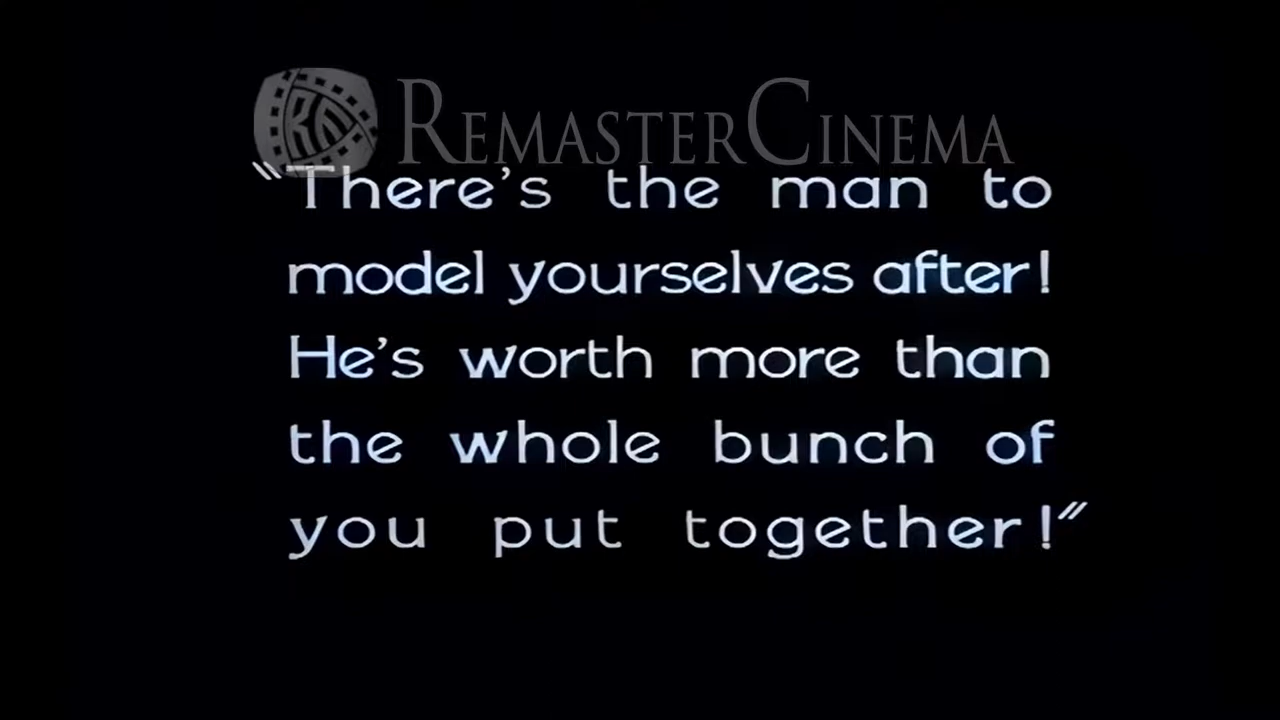 REMASTERCINEMA
“There’s the man to
model yourselves after!
He’s worth more than
the whole bunch of
you put together!”